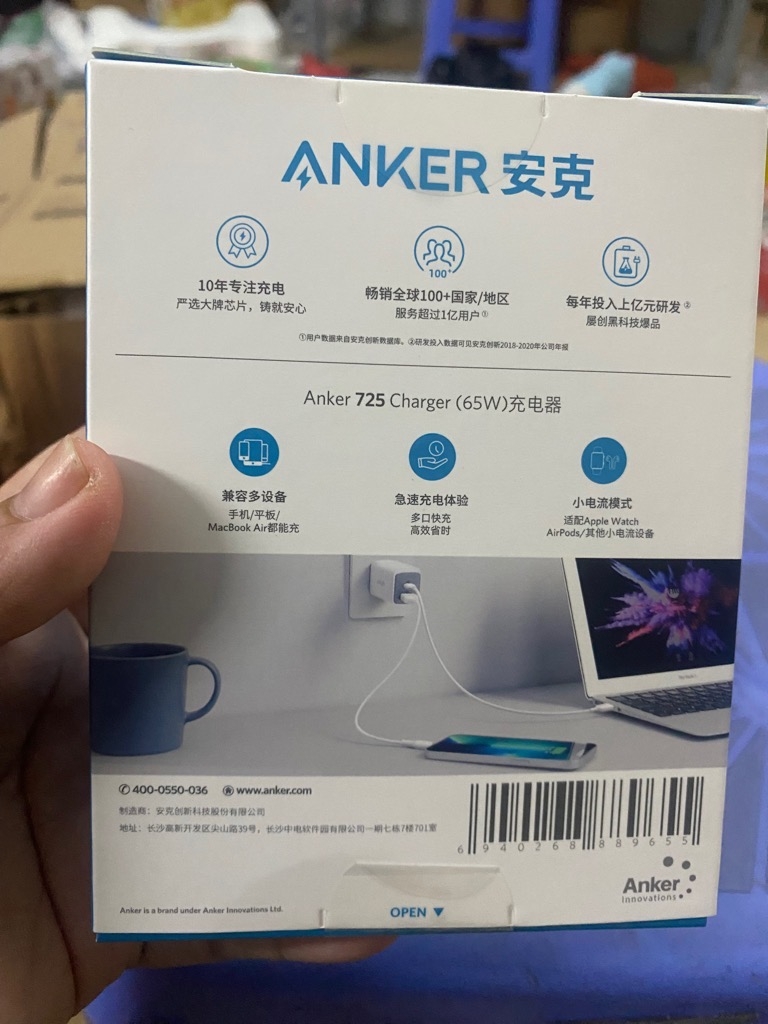 ANKER 安克
10年专注充电
严选大牌芯片，铸就安心
100+
畅销全球100+国家/地区
服务超过1亿用户①
每年投入上亿元研发②
屡创黑科技爆品
①用户数据来自安克创新数据库。②研发投入数据可见安克创新2018-2020年公司年报
Anker 725 Charger (65W)充电器
兼容多设备
手机/平板/
MacBook Air都能充
急速充电体验
多口快充
高效省时
小电流模式
适配Apple Watch
AirPods/其他小电流设备
400-0550-036 www.anker.com
制造商：安克创新科技股份有限公司
地址：长沙高新开发区尖山路39号，长沙中电软件园有限公司一期七栋7楼701室
6 940268 889655
Anker
Innovations
Anker is a brand under Anker Innovations Ltd.
OPEN ▼